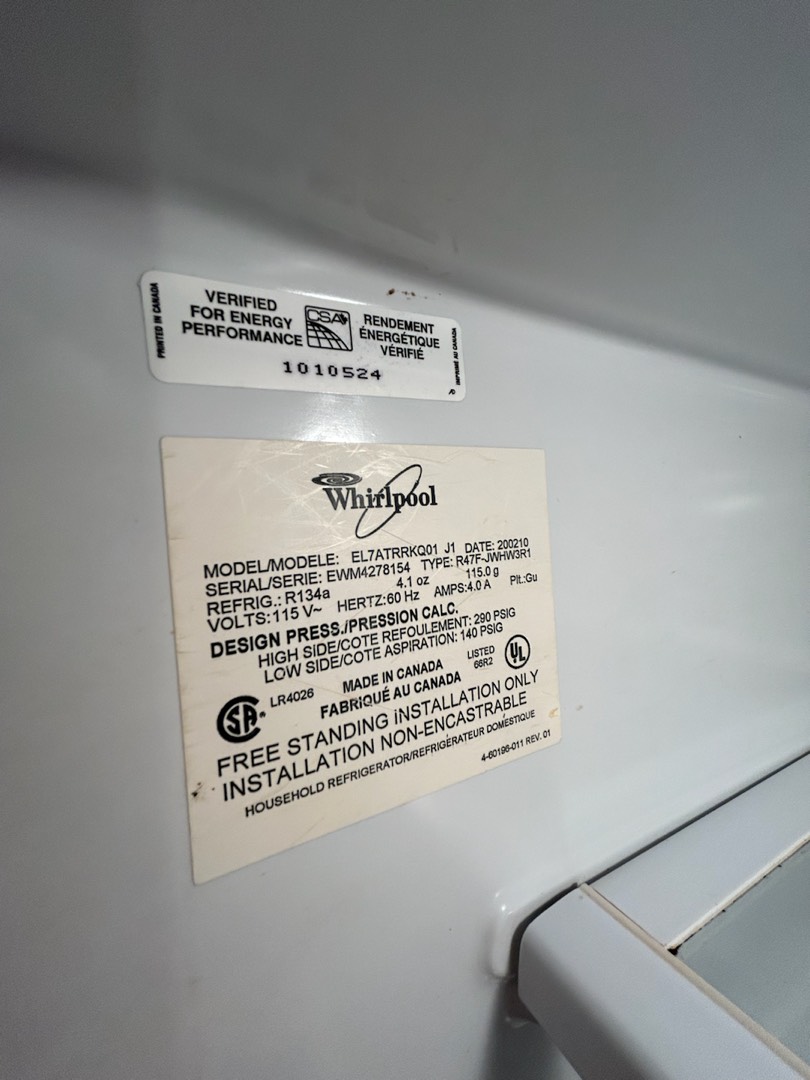 PRINTED IN CANADA
VERIFIED
FOR ENERGY
PERFORMANCE
CSA
RENDEMENT
ÉNERGÉTIQUE
VÉRIFIÉ
1010524
IMPRIMÉ AU CANADA
Whirlpool
MODEL/MODELE: EL7ATRRKQ01 J1 DATE: 200210
SERIAL/SERIE: EWM4278154 TYPE: R47F-JWHW3R1
REFRIG.: R134a 4.1 oz 115.0 g
VOLTS: 115 V~ HERTZ: 60 Hz AMPS: 4.0 A Plt.:Gu
DESIGN PRESS./PRESSION CALC.
HIGH SIDE/COTE REFOULEMENT: 290 PSIG
LOW SIDE/COTE ASPIRATION: 140 PSIG
SA LR4026
MADE IN CANADA
FABRIQUÉ AU CANADA
LISTED
66R2
UL
FREE STANDING INSTALLATION ONLY
INSTALLATION NON-ENCASTRABLE
HOUSEHOLD REFRIGERATOR/REFRIGÉRATEUR DOMESTIQUE
4-60196-011 REV. 01